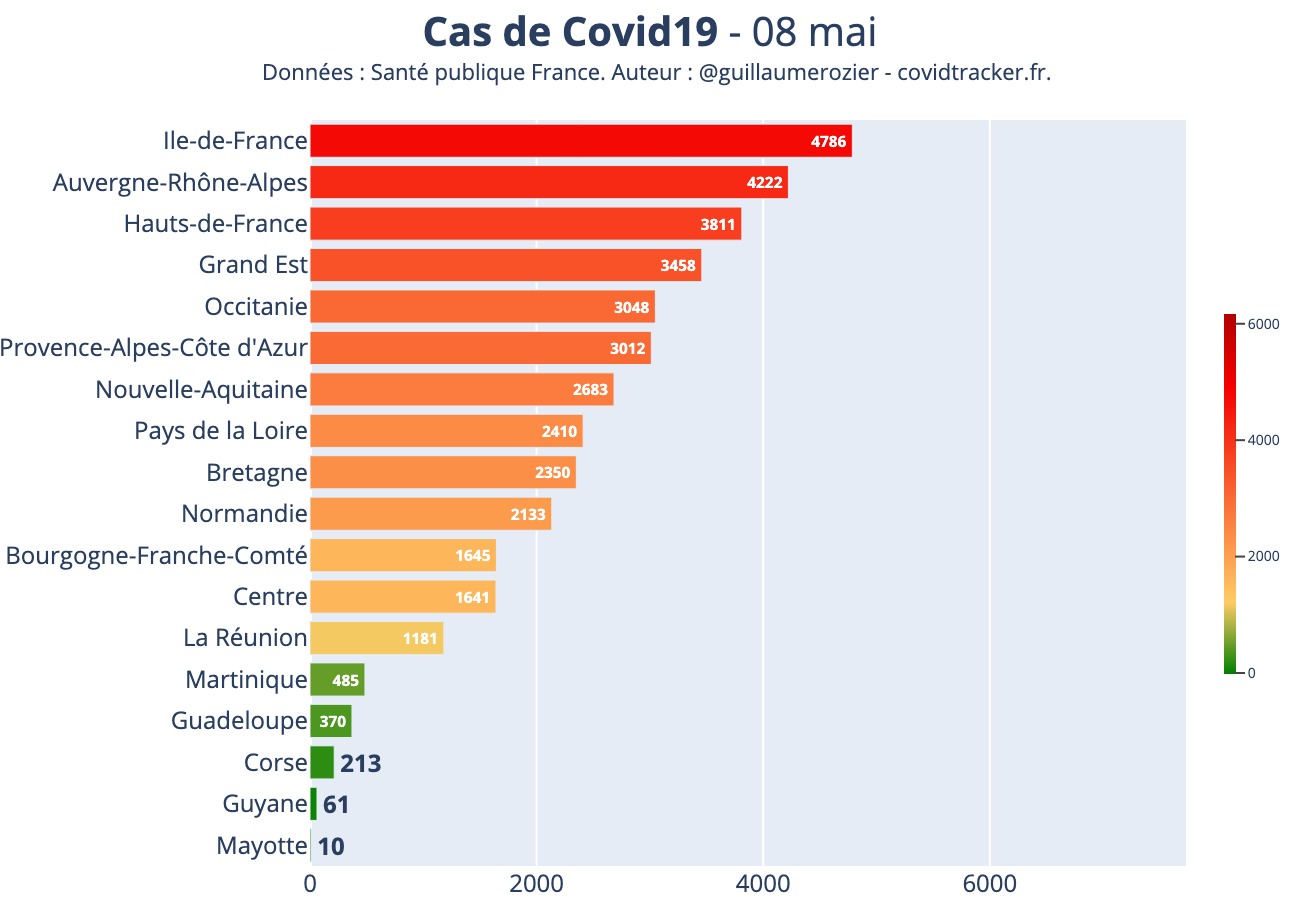 Cas de Covid19 - 08 mai
Données : Santé publique France. Auteur : @guillaumerozier - covidtracker.fr.
Ile-de-France 4786
Auvergne-Rhône-Alpes 4222
Hauts-de-France 3811
Grand Est 3458
Occitanie 3048
Provence-Alpes-Côte d'Azur 3012
Nouvelle-Aquitaine 2683
Pays de la Loire 2410
Bretagne 2350
Normandie 2133
Bourgogne-Franche-Comté 1645
Centre 1641
La Réunion 1181
Martinique 485
Guadeloupe 370
Corse 213
Guyane 61
Mayotte 10
0 2000 4000 6000
6000
4000
2000
0